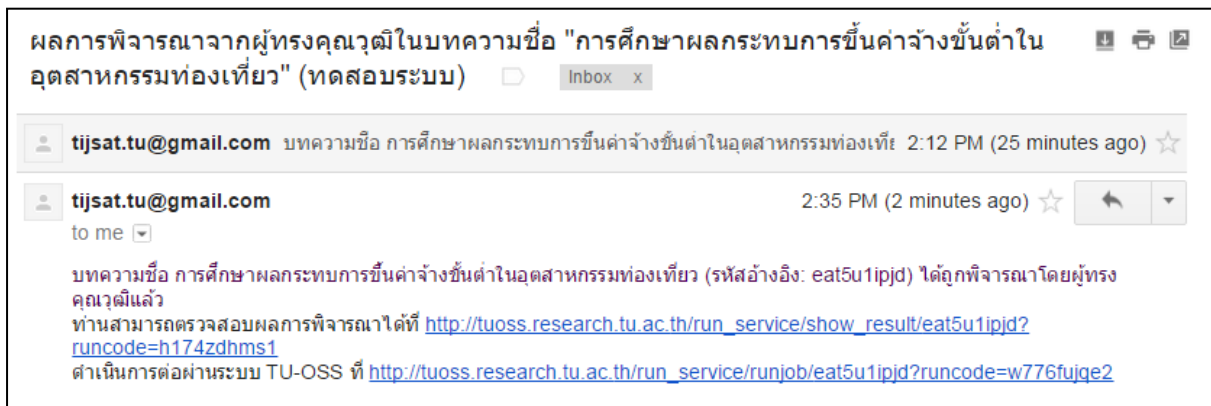 ผลการพิจารณาจากผู้ทรงคุณวุฒิในบทความชื่อ "การศึกษาผลกระทบการขึ้นค่าจ้างขั้นต่ำใน
อุตสาหกรรมท่องเที่ยว" (ทดสอบระบบ) Inbox x
tijsat.tu@gmail.com บทความชื่อ การศึกษาผลกระทบการขึ้นค่าจ้างขั้นต่ำในอุตสาหกรรมท่องเที่ย 2:12 PM (25 minutes ago)
tijsat.tu@gmail.com 2:35 PM (2 minutes ago)
to me
บทความชื่อ การศึกษาผลกระทบการขึ้นค่าจ้างขั้นต่ำในอุตสาหกรรมท่องเที่ยว (รหัสอ้างอิง: eat5u1ipjd) ได้ถูกพิจารณาโดยผู้ทรง
คุณวุฒิแล้ว
ท่านสามารถตรวจสอบผลการพิจารณาได้ที่ http://tuoss.research.tu.ac.th/run_service/show_result/eat5u1ipjd?
runcode=h174zdhms1
ดำเนินการต่อผ่านระบบ TU-OSS ที่ http://tuoss.research.tu.ac.th/run_service/runjob/eat5u1ipjd?runcode=w776fujqe2